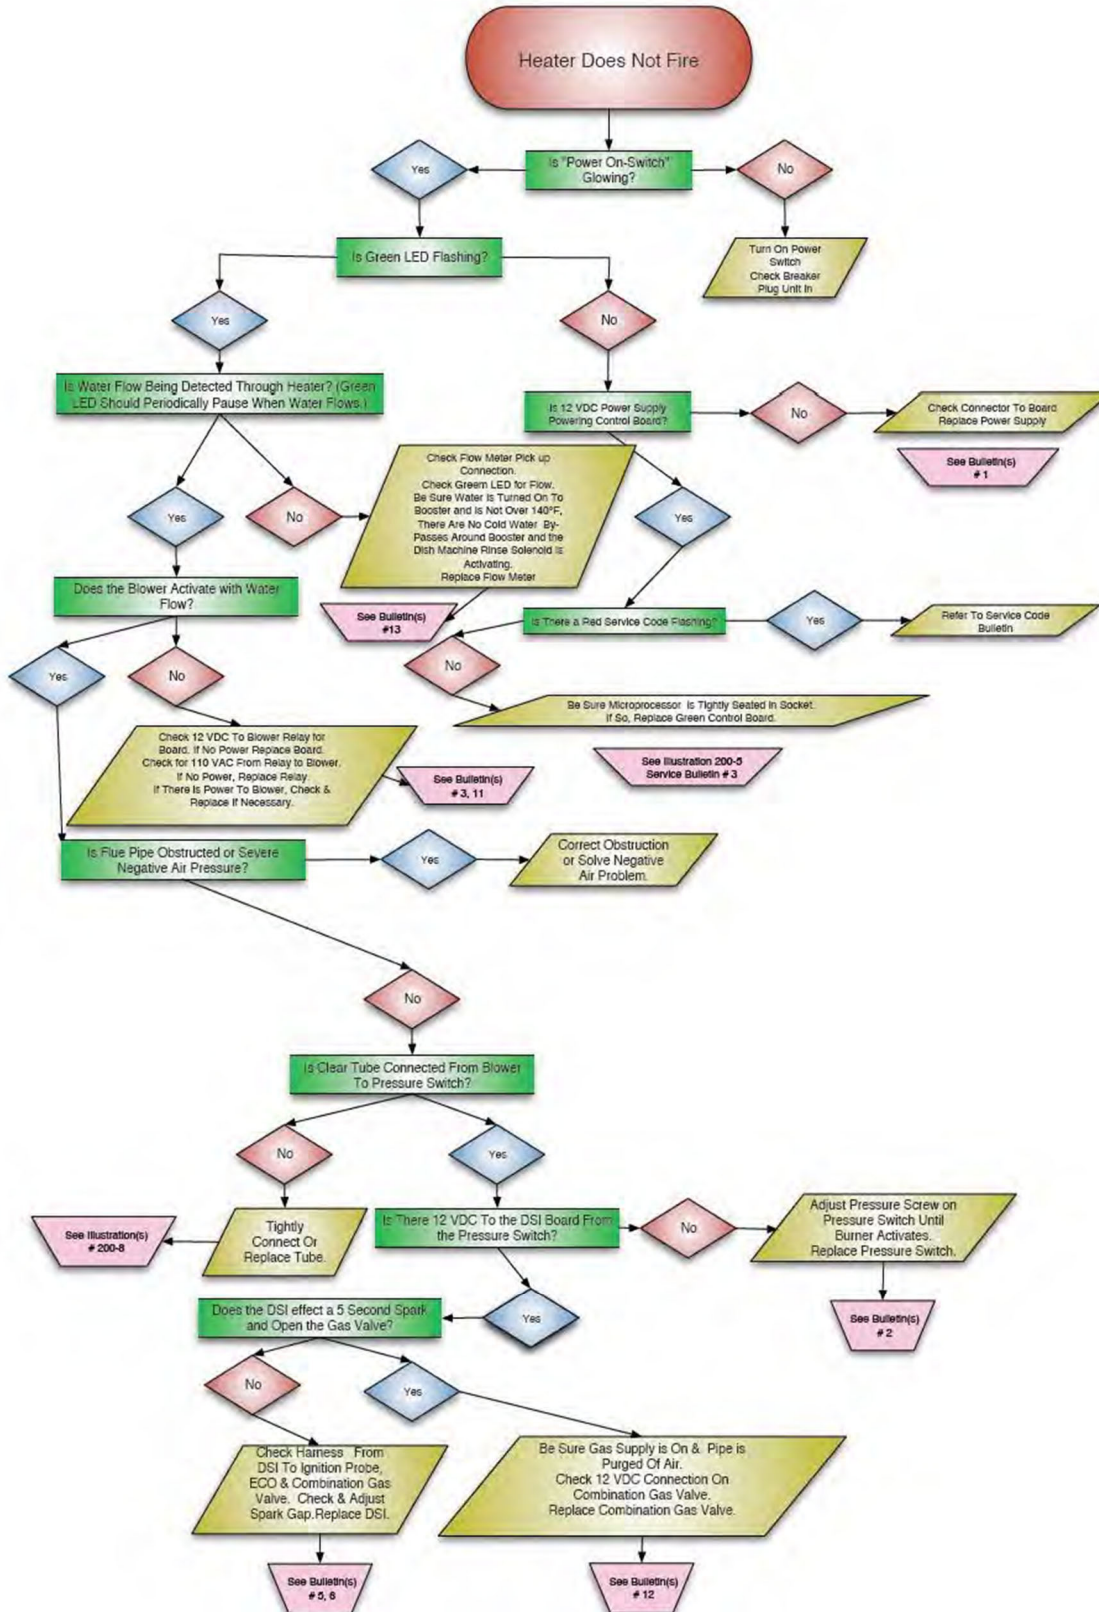 Heater Does Not Fire
Is "Power On-Switch"
Glowing?
Yes
No
Turn On Power
Switch
Check Breaker
Plug Unit In
Is Green LED Flashing?
Yes
No
Is Water Flow Being Detected Through Heater? (Green
LED Should Periodically Pause When Water Flows.)
Is 12 VDC Power Supply
Powering Control Board?
No
Check Connector To Board
Replace Power Supply
See Bulletin(s)
# 1
Yes
No
Check Flow Meter Pick up
Connection.
Check Green LED for Flow.
Be Sure Water Is Turned On To
Booster and Is Not Over 140°F,
There Are No Cold Water By-
Passes Around Booster and the
Dish Machine Rinse Solenoid Is
Activating.
Replace Flow Meter
Yes
See Bulletin(s)
#13
Does the Blower Activate with Water
Flow?
Is There a Red Service Code Flashing?
Yes
Refer To Service Code
Bulletin
Yes
No
No
Be Sure Microprocessor Is Tightly Seated In Socket.
If So, Replace Green Control Board.
See Illustration 200-5
Service Bulletin # 3
Check 12 VDC To Blower Relay for
Board. If No Power Replace Board.
Check for 110 VAC From Relay to Blower.
If No Power, Replace Relay.
If There Is Power To Blower, Check &
Replace If Necessary.
See Bulletin(s)
# 3, 11
Is Flue Pipe Obstructed or Severe
Negative Air Pressure?
Yes
Correct Obstruction
or Solve Negative
Air Problem.
No
Is Clear Tube Connected From Blower
To Pressure Switch?
No
Yes
See Illustration(s)
# 200-8
Tightly
Connect Or
Replace Tube.
Is There 12 VDC To the DSI Board From
the Pressure Switch?
No
Adjust Pressure Screw on
Pressure Switch Until
Burner Activates.
Replace Pressure Switch.
See Bulletin(s)
# 2
Does the DSI effect a 5 Second Spark
and Open the Gas Valve?
Yes
No
Yes
Check Harness From
DSI To Ignition Probe,
ECO & Combination Gas
Valve. Check & Adjust
Spark Gap.Replace DSI.
Be Sure Gas Supply is On & Pipe is
Purged Of Air.
Check 12 VDC Connection On
Combination Gas Valve.
Replace Combination Gas Valve.
See Bulletin(s)
# 5, 6
See Bulletin(s)
# 12